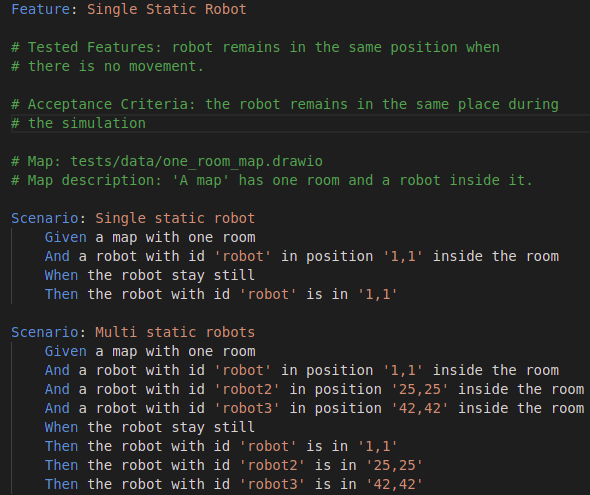 Feature: Single Static Robot
# Tested Features: robot remains in the same position when
# there is no movement.
# Acceptance Criteria: the robot remains in the same place during
# the simulation
# Map: tests/data/one_room_map.drawio
# Map description: 'A map' has one room and a robot inside it.
Scenario: Single static robot
Given a map with one room
And a robot with id 'robot' in position '1,1' inside the room
When the robot stay still
Then the robot with id 'robot' is in '1,1'
Scenario: Multi static robots
Given a map with one room
And a robot with id 'robot' in position '1,1' inside the room
And a robot with id 'robot2' in position '25,25' inside the room
And a robot with id 'robot3' in position '42,42' inside the room
When the robot stay still
Then the robot with id 'robot' is in '1,1'
Then the robot with id 'robot2' is in '25,25'
Then the robot with id 'robot3' is in '42,42'